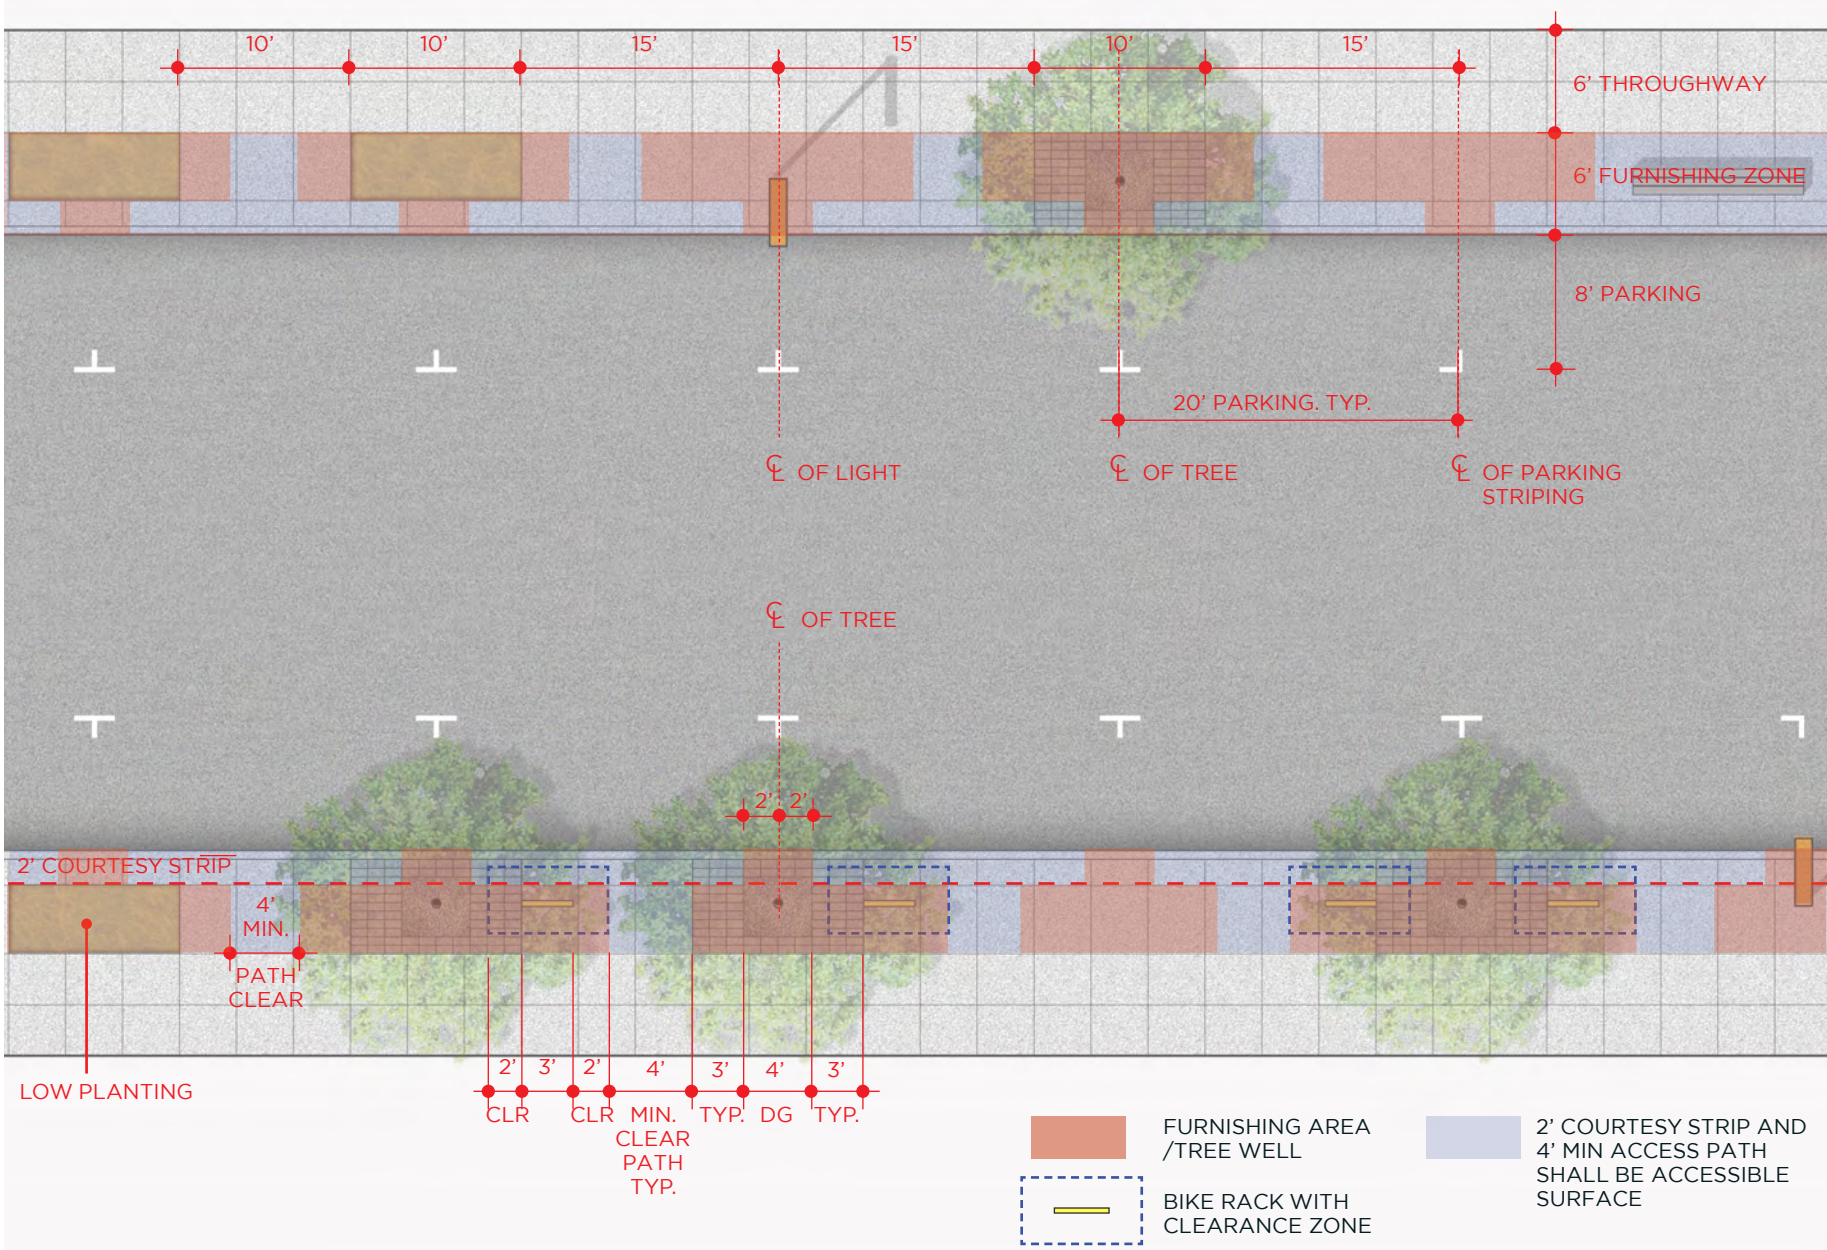 10’
10’
15’
15’
10’
15’
6’ THROUGHWAY
6’ FURNISHING ZONE
8’ PARKING
20’ PARKING. TYP.
℄ OF LIGHT
℄ OF TREE
℄ OF PARKING
STRIPING
℄ OF TREE
2’ 2’
2’ COURTESY STRIP
4’
MIN.
PATH
CLEAR
LOW PLANTING
2’
3’
2’
4’
3’
4’
3’
CLR
CLR
MIN.
CLEAR
PATH
TYP.
TYP.
DG
TYP.
FURNISHING AREA
/TREE WELL
BIKE RACK WITH
CLEARANCE ZONE
2’ COURTESY STRIP AND
4’ MIN ACCESS PATH
SHALL BE ACCESSIBLE
SURFACE